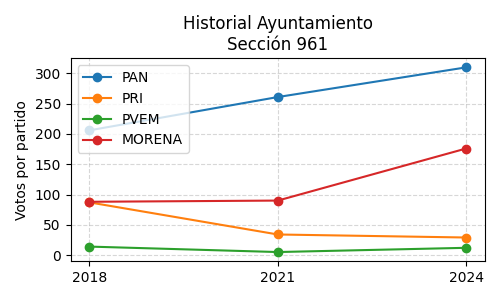 Historial Ayuntamiento
Sección 961
Votos por partido
300
250
200
150
100
50
0
PAN
PRI
PVEM
MORENA
2018
2021
2024